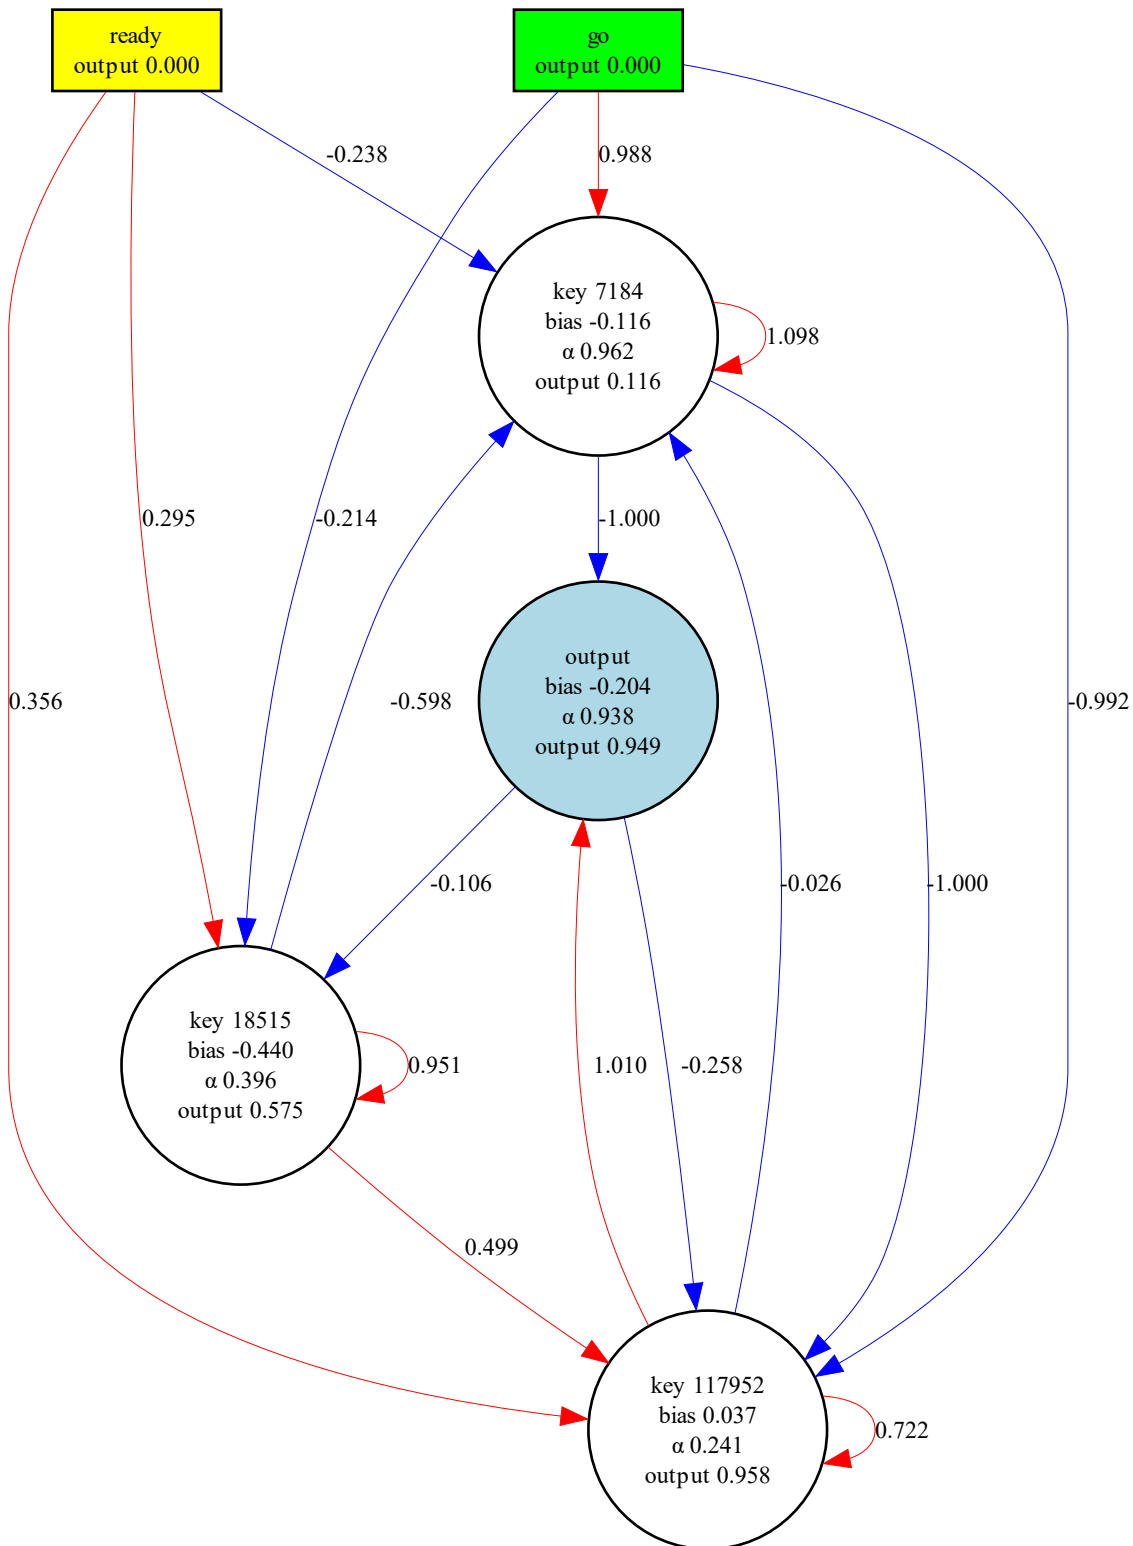 ready
output 0.000
go
output 0.000
-0.238
0.988
key 7184
bias -0.116
α 0.962
output 0.116
1.098
0.295
-0.214
-1.000
0.356
-0.598
output
bias -0.204
α 0.938
output 0.949
-0.992
-0.106
-0.026
-1.000
key 18515
bias -0.440
α 0.396
output 0.575
0.951
1.010
-0.258
0.499
key 117952
bias 0.037
α 0.241
output 0.958
0.722